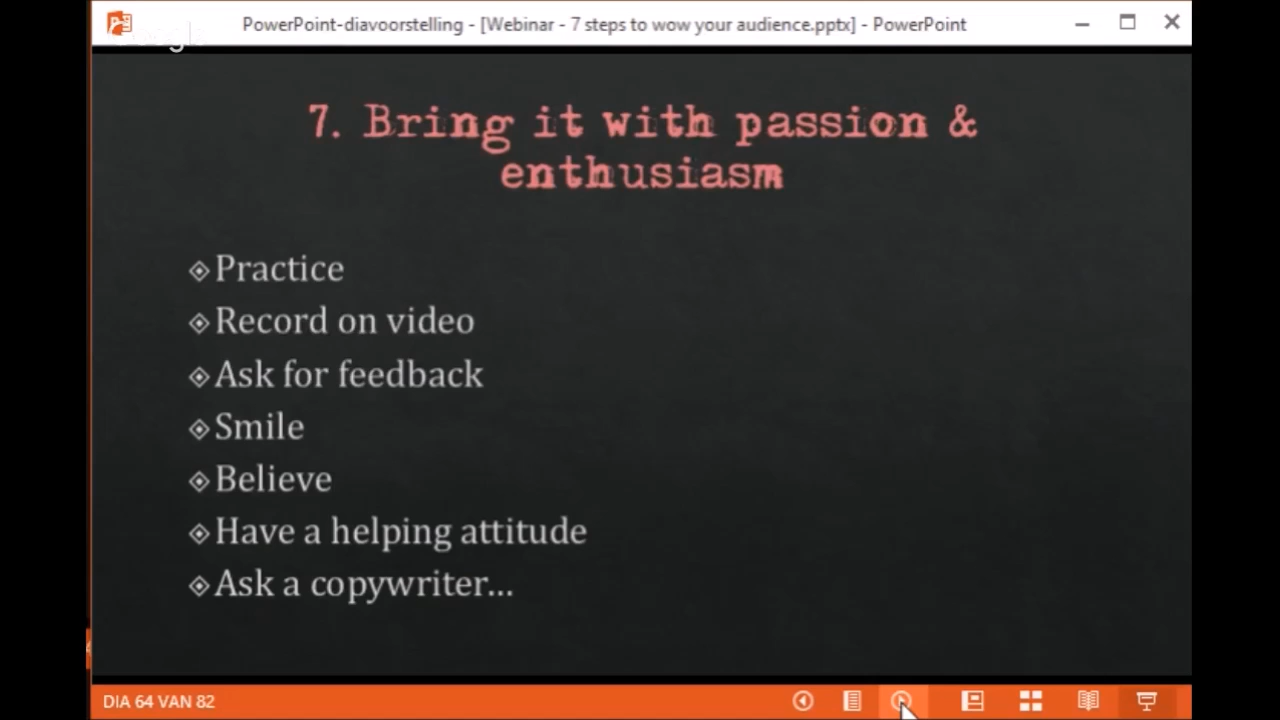 PowerPoint-diavoorstelling - [Webinar - 7 steps to wow your audience.pptx] - PowerPoint
7. Bring it with passion &
enthusiasm
Practice
Record on video
Ask for feedback
Smile
Believe
Have a helping attitude
Ask a copywriter...
DIA 64 VAN 82